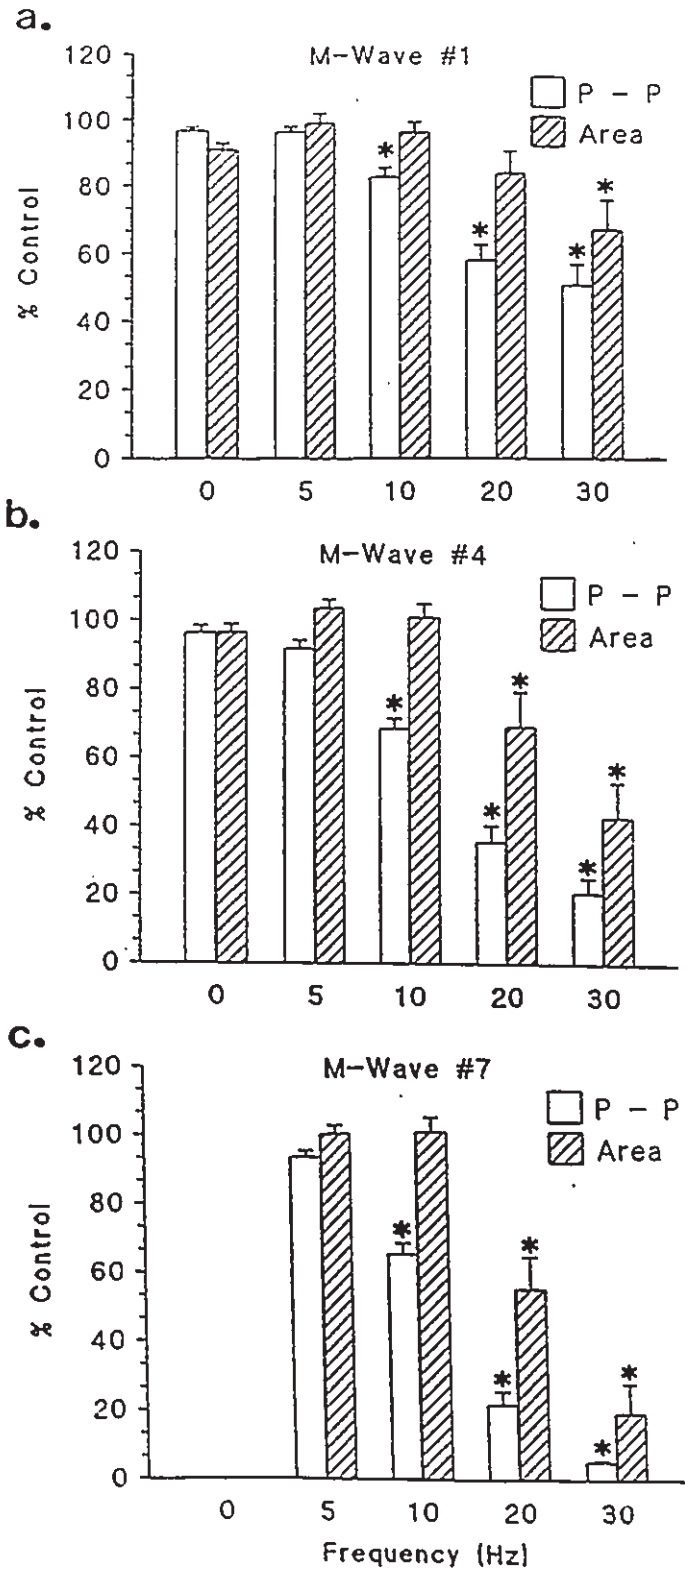 a.
M-Wave #1
P - P
Area
% Control
120
100
80
60
40
20
0
* * * *
0 5 10 20 30
b.
M-Wave #4
P - P
Area
% Control
120
100
80
60
40
20
0
* * * * *
0 5 10 20 30
c.
M-Wave #7
P - P
Area
% Control
120
100
80
60
40
20
0
* * * * *
0 5 10 20 30
Frequency (Hz)